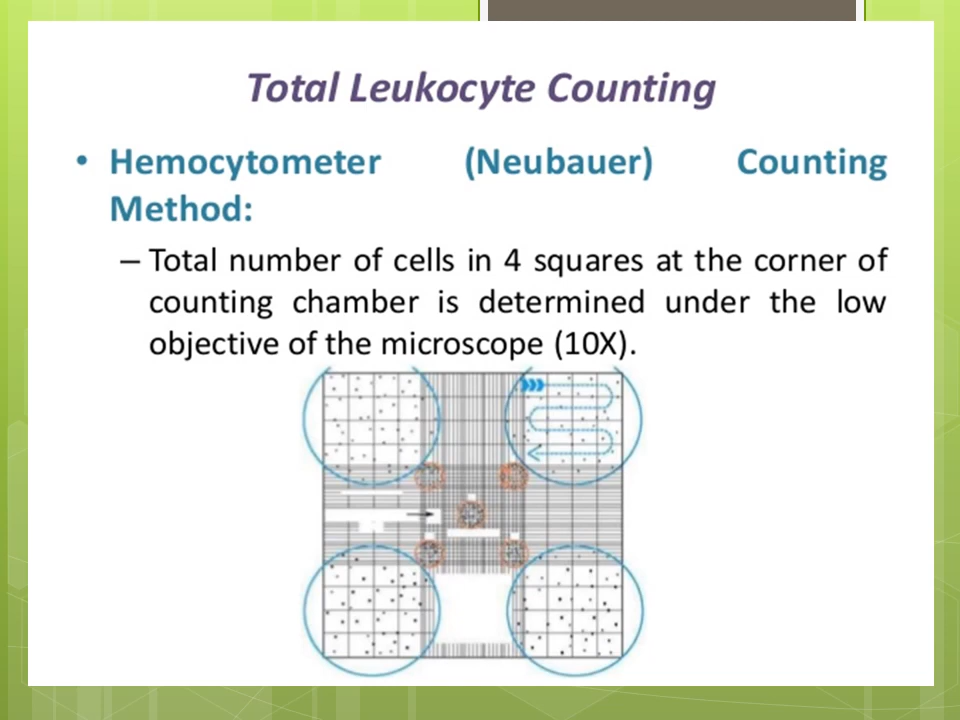 Total Leukocyte Counting
• Hemocytometer (Neubauer) Counting
Method:
– Total number of cells in 4 squares at the corner of
counting chamber is determined under the low
objective of the microscope (10X).